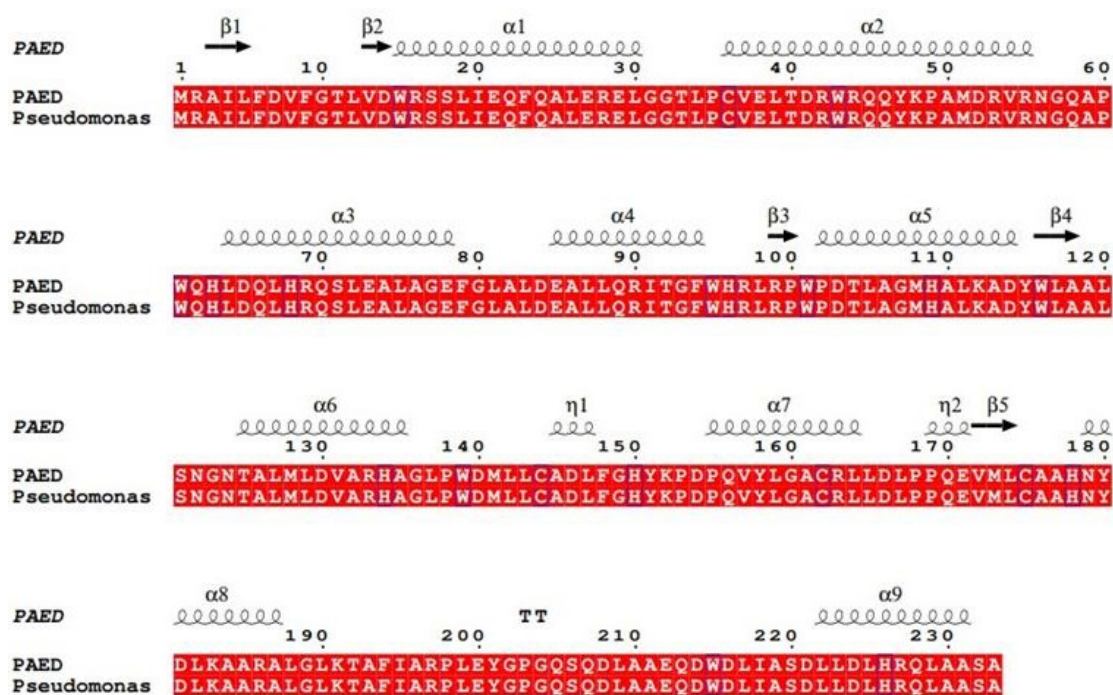 β1 β2 α1 α2
PAED
1 10 20 30 40 50 60
PAED MRAILFDVFGTLVDWRSSLIEQFQALERELGGTLPCVELTDRWRQQYKPAMDRVRNGQAP
Pseudomonas MRAILFDVFGTLVDWRSSLIEQFQALERELGGTLPCVELTDRWRQQYKPAMDRVRNGQAP
α3 α4 β3 α5 β4
PAED
70 80 90 100 110 120
PAED WQHLDQLHRQSLEALAGEFGLALDEALLQRITGFWHRLRPWPDTLAGMHALKADYWLAAL
Pseudomonas WQHLDQLHRQSLEALAGEFGLALDEALLQRITGFWHRLRPWPDTLAGMHALKADYWLAAL
α6 η1 α7 η2 β5
PAED
130 140 150 160 170 180
PAED SNGNTALMLDVARHAGLPWDMLLCADLFGHYKPDPQVYLGACRLLDLPPQEVMLCAAHNY
Pseudomonas SNGNTALMLDVARHAGLPWDMLLCADLFGHYKPDPQVYLGACRLLDLPPQEVMLCAAHNY
α8 α9
PAED TT
190 200 210 220 230
PAED DLKAARALGLKTAFIARPLEYGPGQSQDLAAEQDWDLIASDLLDLHRQLAASA
Pseudomonas DLKAARALGLKTAFIARPLEYGPGQSQDLAAEQDWDLIASDLLDLHRQLAASA